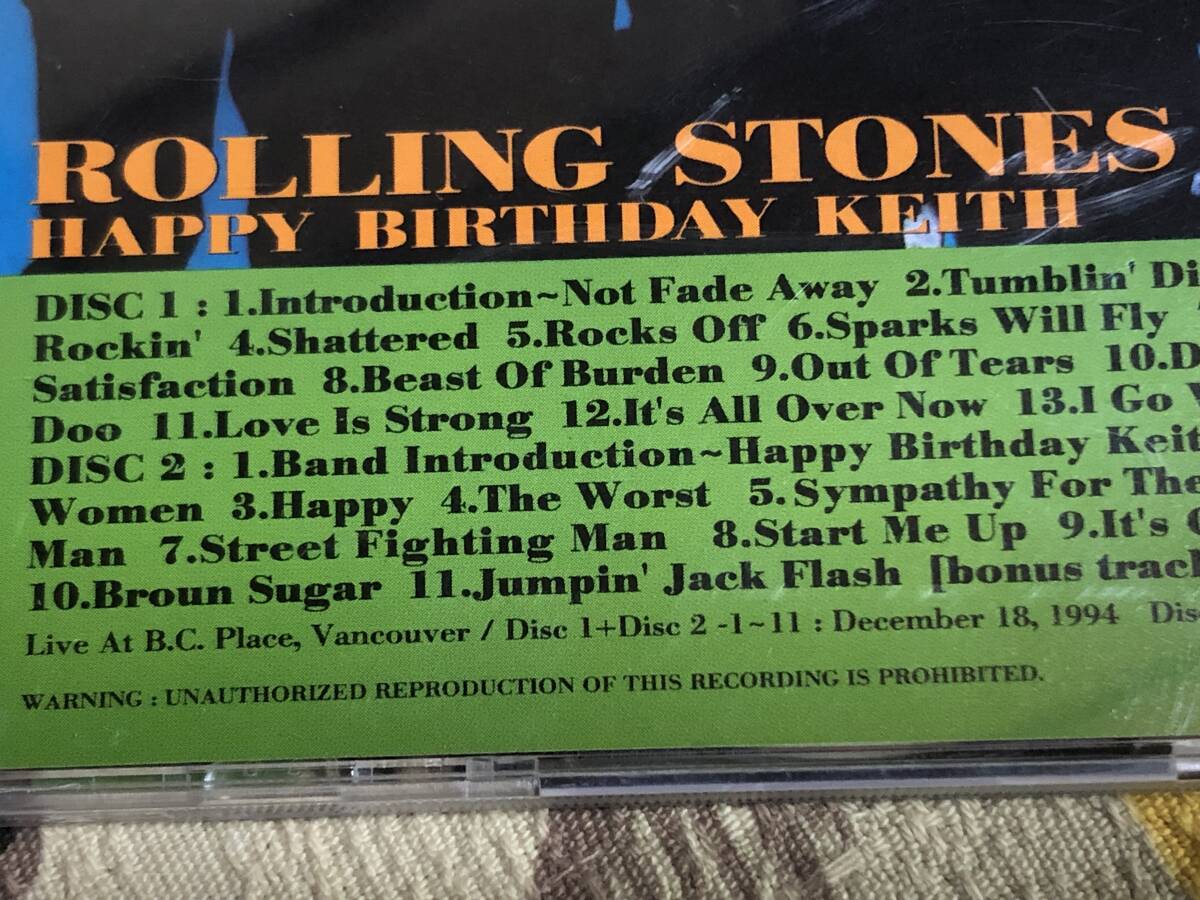 ROLLING STONES
HAPPY BIRTHDAY KEITH
DISC 1 : 1.Introduction~Not Fade Away 2.Tumblin' Di
Rockin' 4.Shattered 5.Rocks Off 6.Sparks Will Fly
Satisfaction 8.Beast Of Burden 9.Out Of Tears 10.D
Doo 11.Love Is Strong 12.It's All Over Now 13.I Go
DISC 2 : 1.Band Introduction~Happy Birthday Keit
Women 3.Happy 4.The Worst 5.Sympathy For The
Man 7.Street Fighting Man 8.Start Me Up 9.It's
10.Broun Sugar 11.Jumpin' Jack Flash [bonus trac
Live At B.C. Place, Vancouver / Disc 1+Disc 2 -1~11 : December 18, 1994 Dis
WARNING : UNAUTHORIZED REPRODUCTION OF THIS RECORDING IS PROHIBITED.